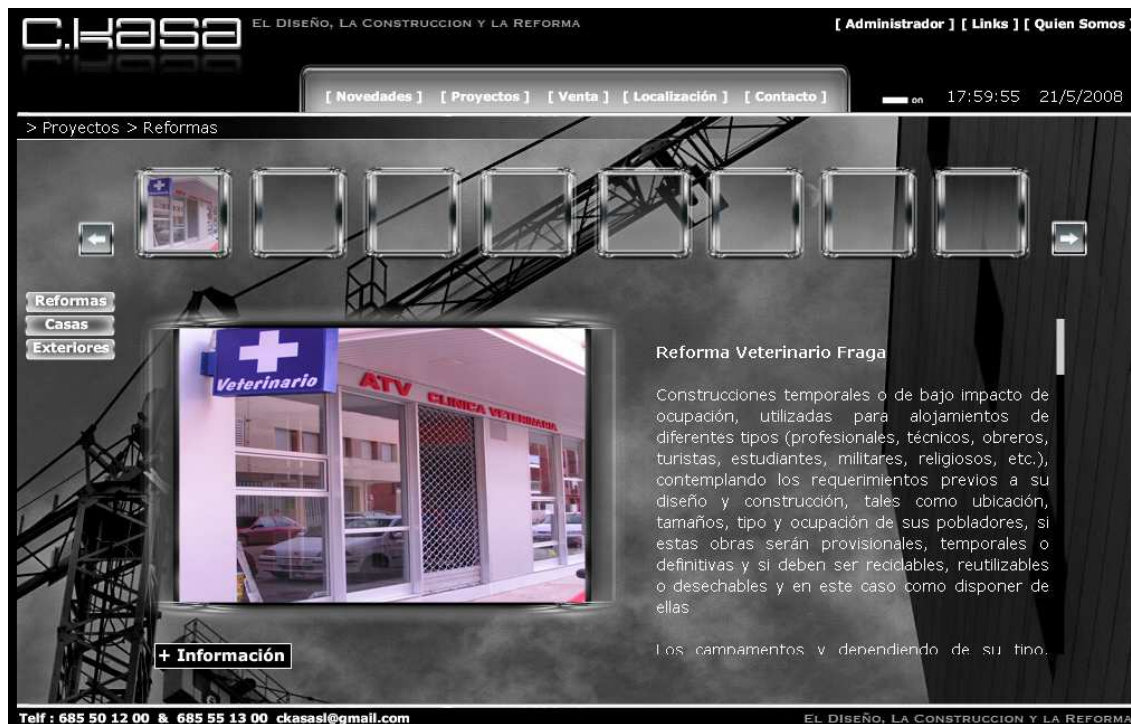 C.Kasa
EL DISEÑO, LA CONSTRUCCION Y LA REFORMA
[ Administrador ] [ Links ] [ Quien Somos ]
[ Novedades ] [ Proyectos ] [ Venta ] [ Localización ] [ Contacto ]
on 17:59:55 21/5/2008
> Proyectos > Reformas
Reformas
Casas
Exteriores
Veterinario
ATV CLINICA VETERINARIA
+ Información
Reforma Veterinario Fraga
Construcciones temporales o de bajo impacto de
ocupación, utilizadas para alojamientos de
diferentes tipos (profesionales, técnicos, obreros,
turistas, estudiantes, militares, religiosos, etc.),
contemplando los requerimientos previos a su
diseño y construcción, tales como ubicación,
tamaños, tipo y ocupación de sus pobladores, si
estas obras serán provisionales, temporales o
definitivas y si deben ser reciclables, reutilizables
o desechables y en este caso como disponer de
ellas
Los campamentos y dependiendo de su tipo,
Telf : 685 50 12 00 & 685 55 13 00 ckasasl@gmail.com
EL DISEÑO, LA CONSTRUCCION Y LA REFORMA